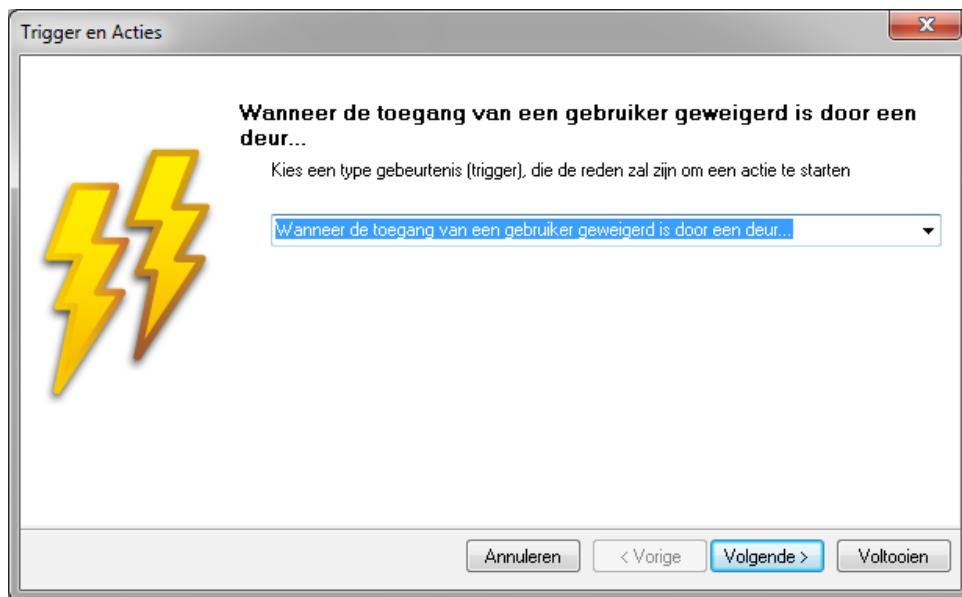 Trigger en Acties
Wanneer de toegang van een gebruiker geweigerd is door een
deur...
Kies een type gebeurtenis (trigger), die de reden zal zijn om een actie te starten
Wanneer de toegang van een gebruiker geweigerd is door een deur...
Annuleren
< Vorige
Volgende >
Voltooien